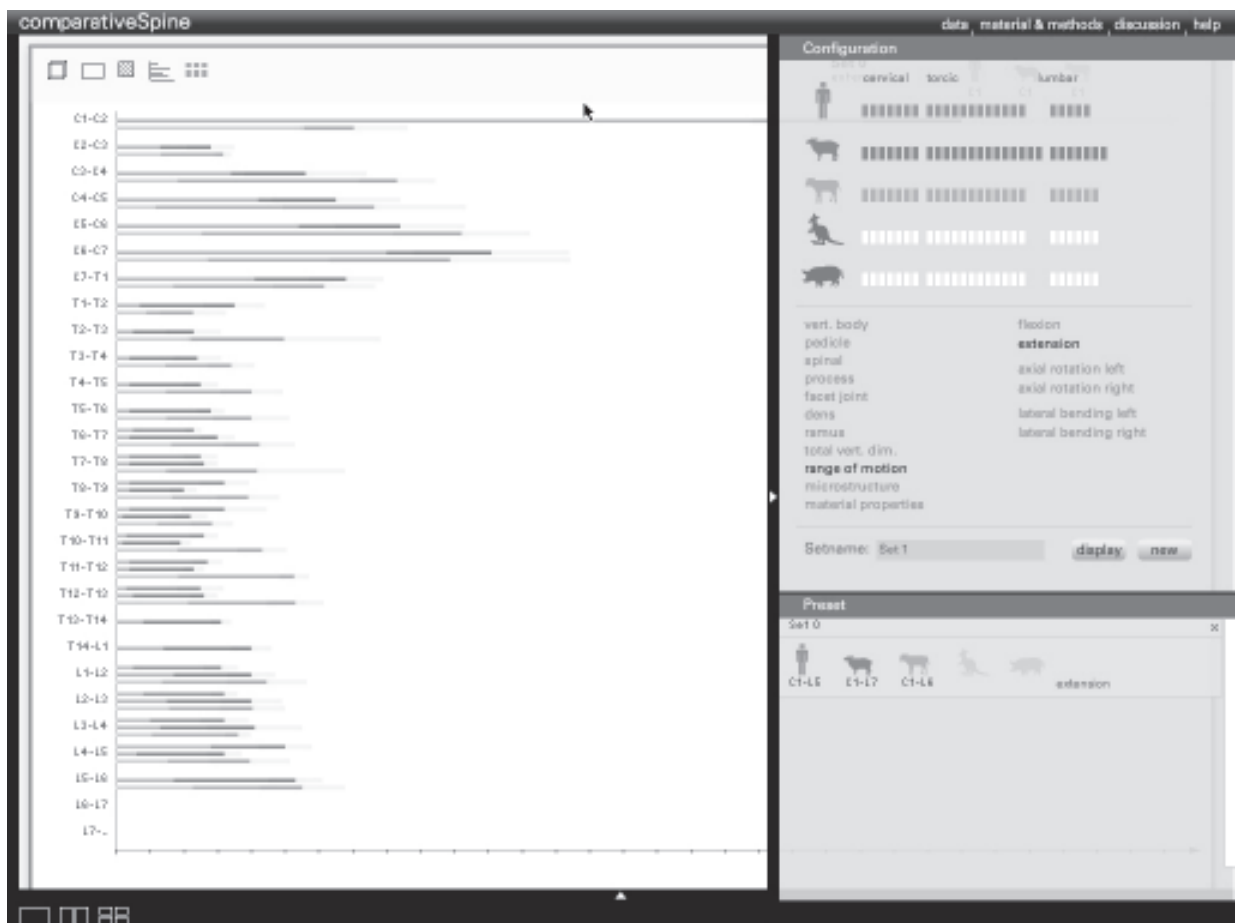 comparativeSpine
data, material & methods, discussion, help
Configuration
cervical torcic lumbar
C1-C2
C2-C3
C3-C4
C4-C5
C5-C6
C6-C7
C7-T1
T1-T2
T2-T3
T3-T4
T4-T5
T5-T6
T6-T7
T7-T8
T8-T9
T9-T10
T10-T11
T11-T12
T12-T13
T13-T14
T14-L1
L1-L2
L2-L3
L3-L4
L4-L5
L5-L6
L6-L7
L7-..
vert. body
pedicle
spinal
process
facet joint
dens
ramus
total vert. dim.
range of motion
microstructure
material properties
flexion
extension
axial rotation left
axial rotation right
lateral bending left
lateral bending right
Setname: Set 1 display new
Preset
Set 0 x
C1-L5 C1-L7 C1-L6 extension